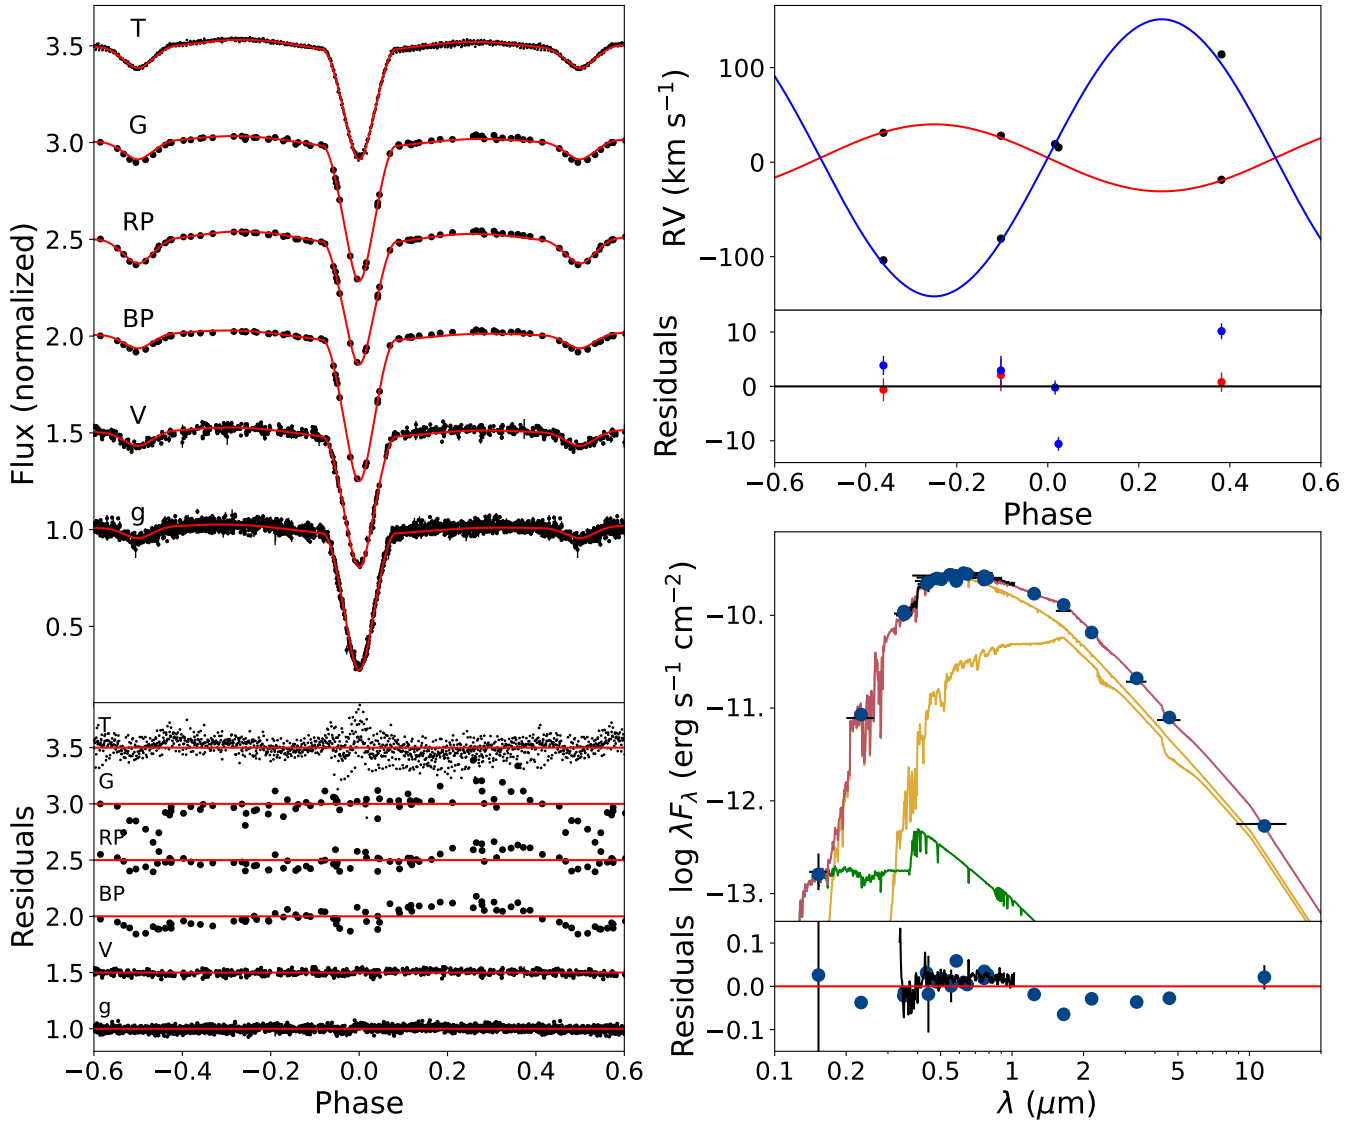 T
G
RP
BP
V
g
3.5
3.0
2.5
2.0
1.5
1.0
0.5
Flux (normalized)
T
G
RP
BP
V
g
3.5
3.0
2.5
2.0
1.5
1.0
Residuals
−0.6 −0.4 −0.2 0.0 0.2 0.4 0.6
Phase
100
0
−100
RV (km s⁻¹)
10
0
−10
Residuals
−0.6 −0.4 −0.2 0.0 0.2 0.4 0.6
Phase
−10.
−11.
−12.
−13.
log λF_λ (erg s⁻¹ cm⁻²)
0.1
0.0
−0.1
Residuals
0.1 0.2 0.5 1 2 5 10
λ (μm)